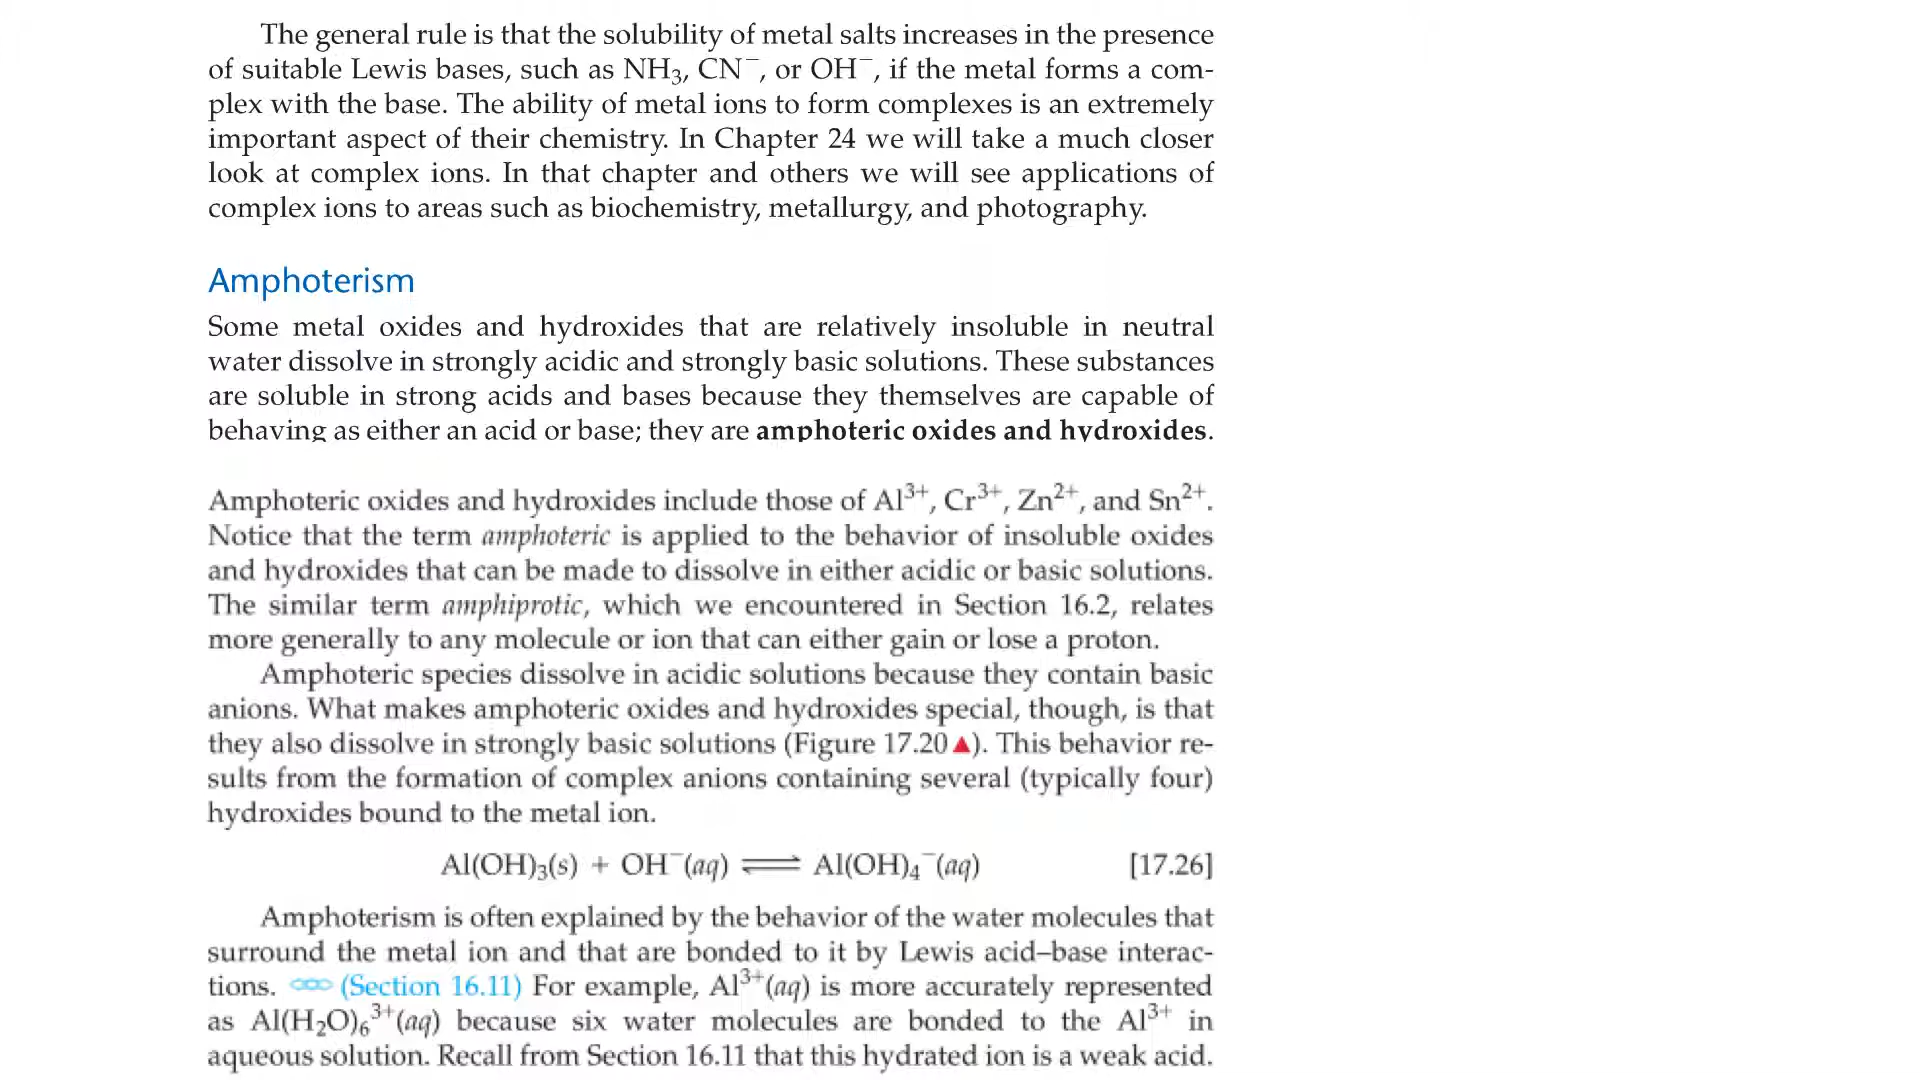 The general rule is that the solubility of metal salts increases in the presence
of suitable Lewis bases, such as NH₃, CN⁻, or OH⁻, if the metal forms a com-
plex with the base. The ability of metal ions to form complexes is an extremely
important aspect of their chemistry. In Chapter 24 we will take a much closer
look at complex ions. In that chapter and others we will see applications of
complex ions to areas such as biochemistry, metallurgy, and photography.
Amphoterism
Some metal oxides and hydroxides that are relatively insoluble in neutral
water dissolve in strongly acidic and strongly basic solutions. These substances
are soluble in strong acids and bases because they themselves are capable of
behaving as either an acid or base; they are amphoteric oxides and hydroxides.
Amphoteric oxides and hydroxides include those of Al³⁺, Cr³⁺, Zn²⁺, and Sn²⁺.
Notice that the term amphoteric is applied to the behavior of insoluble oxides
and hydroxides that can be made to dissolve in either acidic or basic solutions.
The similar term amphiprotic, which we encountered in Section 16.2, relates
more generally to any molecule or ion that can either gain or lose a proton.
Amphoteric species dissolve in acidic solutions because they contain basic
anions. What makes amphoteric oxides and hydroxides special, though, is that
they also dissolve in strongly basic solutions (Figure 17.20▲). This behavior re-
sults from the formation of complex anions containing several (typically four)
hydroxides bound to the metal ion.
Al(OH)₃(s) + OH⁻(aq) ⇌ Al(OH)₄⁻(aq) [17.26]
Amphoterism is often explained by the behavior of the water molecules that
surround the metal ion and that are bonded to it by Lewis acid–base interac-
tions. (Section 16.11) For example, Al³⁺(aq) is more accurately represented
as Al(H₂O)₆³⁺(aq) because six water molecules are bonded to the Al³⁺ in
aqueous solution. Recall from Section 16.11 that this hydrated ion is a weak acid.